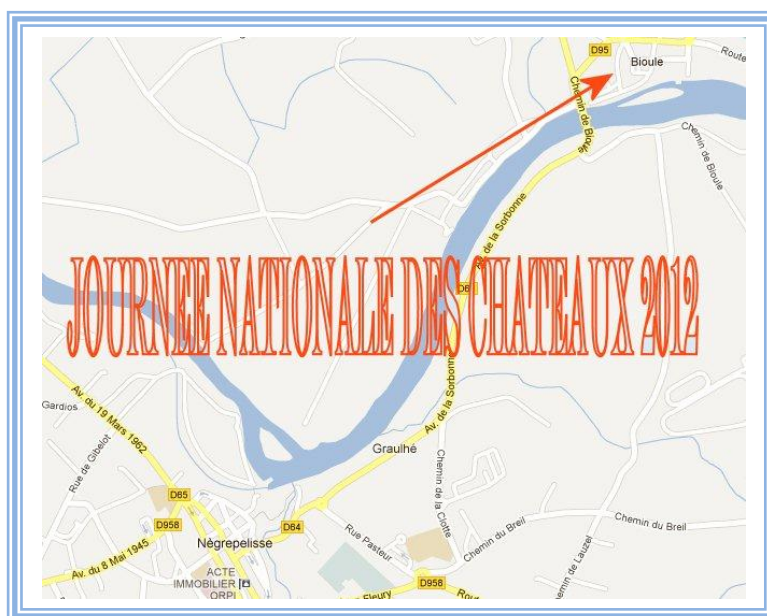 D95
Bioule
Route
Chemin de Bioule
Chemin de Bioule
Av. de la Sorbonne
JOURNEE NATIONALE DES CHATEAUX 2012
Av. de la Sorbonne
Gardios
Av. du 19 Mars 1962
Rue de Gibelot
Graulhé
Chemin de la Clotte
D65
D958
D64
Nègrepelisse
Rue Pasteur
Chemin du Breil
Chemin du Breil
Chemin de Lauzel
Av. du 8 Mai 1945
ACTE
IMMOBILIER
ORPI
Fleury
D958